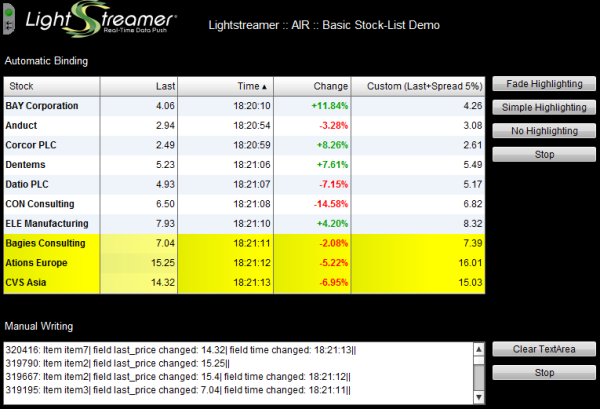 LightStreamer®
Real-Time Data Push
Lightstreamer :: AIR :: Basic Stock-List Demo
Automatic Binding
Stock Last Time ▲ Change Custom (Last+Spread 5%)
BAY Corporation 4.06 18:20:10 +11.84% 4.26
Anduct 2.94 18:20:54 -3.28% 3.08
Corcor PLC 2.49 18:20:59 +8.26% 2.61
Dentems 5.23 18:21:06 +7.61% 5.49
Datio PLC 4.93 18:21:07 -7.15% 5.17
CON Consulting 6.50 18:21:08 -14.58% 6.82
ELE Manufacturing 7.93 18:21:10 +4.20% 8.32
Bagies Consulting 7.04 18:21:11 -2.08% 7.39
Ations Europe 15.25 18:21:12 -5.22% 16.01
CVS Asia 14.32 18:21:13 -6.95% 15.03
Fade Highlighting
Simple Highlighting
No Highlighting
Stop
Manual Writing
320416: Item item7| field last_price changed: 14.32| field time changed: 18:21:13||
319790: Item item2| field last_price changed: 15.25||
319667: Item item2| field last_price changed: 15.4| field time changed: 18:21:12||
319195: Item item3| field last_price changed: 7.04| field time changed: 18:21:11||
Clear TextArea
Stop